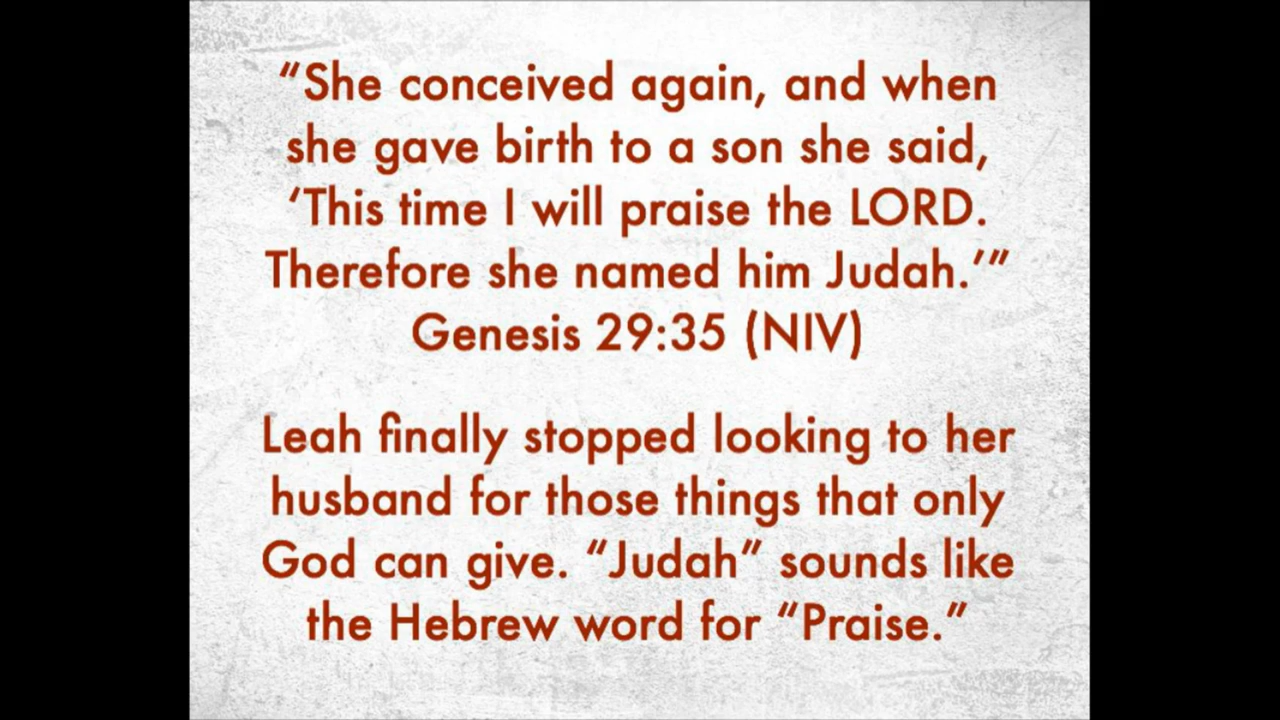 “She conceived again, and when
she gave birth to a son she said,
‘This time I will praise the LORD.
Therefore she named him Judah.’”
Genesis 29:35 (NIV)
Leah finally stopped looking to her
husband for those things that only
God can give. “Judah” sounds like
the Hebrew word for “Praise.”